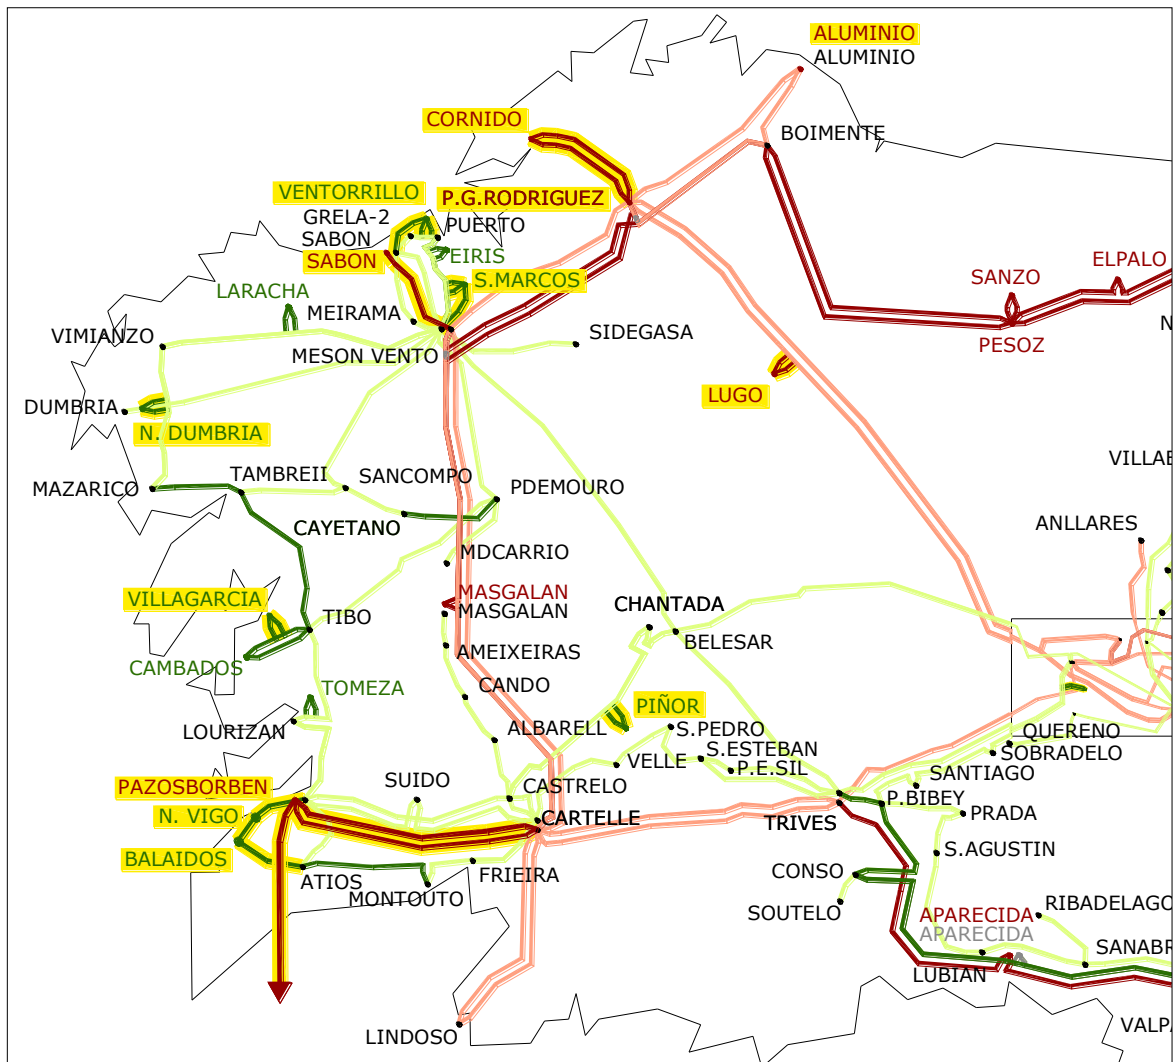 ALUMINIO
ALUMINIO
CORNIDO
BOIMENTE
VENTORRILLO
P.G.RODRIGUEZ
GRELA-2
PUERTO
SABON
EIRIS
SABON
ELPALO
SANZO
S.MARCOS
LARACHA
MEIRAMA
VIMIANZO
SIDEGASA
PESOZ
MESON VENTO
LUGO
DUMBRIA
N. DUMBRIA
VILLAE
TAMBREII
SANCOMPO
PDEMOURO
MAZARICO
CAYETANO
ANLLARES
MDCARRIO
MASGALAN
VILLAGARCIA
MASGALAN
CHANTADA
TIBO
BELESAR
AMEIXEIRAS
CAMBADOS
TOMEZA
CANDO
PIÑOR
LOURIZAN
ALBARELL
S.PEDRO
QUERENO
S.ESTEBAN
SOBRADELO
VELLE
P.E.SIL
PAZOSBORBEN
SUIDO
CASTRELO
SANTIAGO
P.BIBEY
N. VIGO
CARTELLE
TRIVES
PRADA
BALAIDOS
S.AGUSTIN
ATIOS
FRIEIRA
CONSO
MONTOUTO
SOUTELO
APARECIDA
RIBADELAGO
APARECIDA
SANABR
LUBIAN
LINDOSO
VALPA